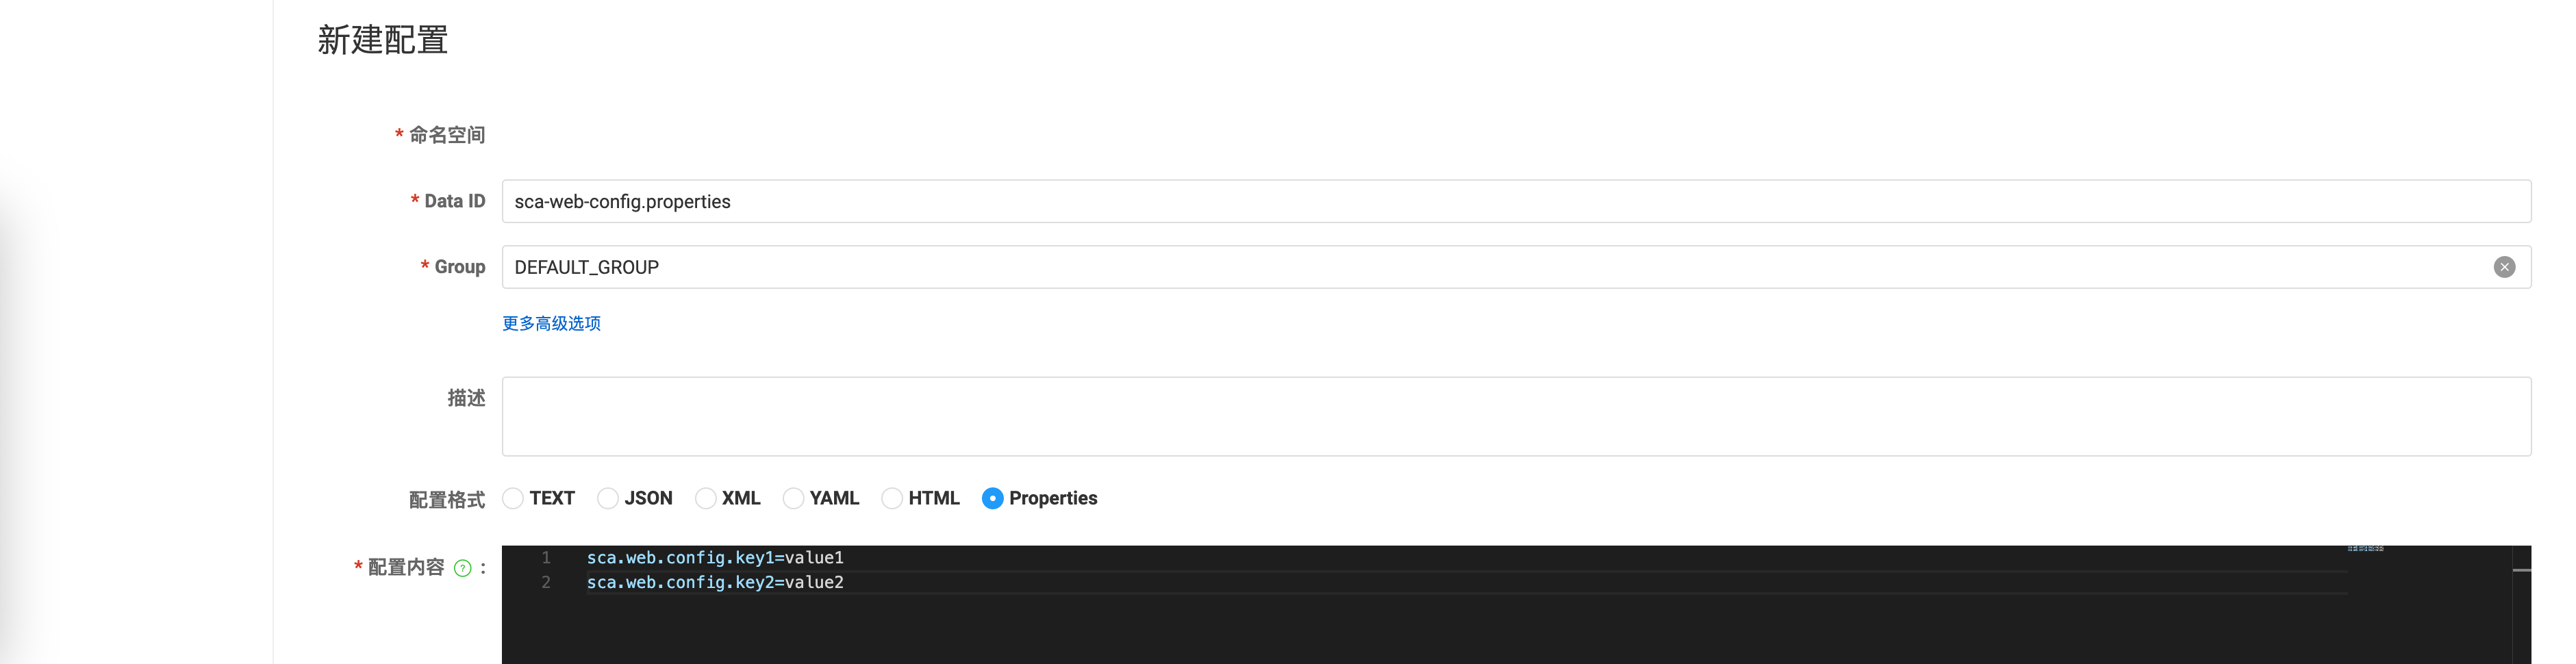 新建配置
* 命名空间
* Data ID sca-web-config.properties
* Group DEFAULT_GROUP
更多高级选项
描述
配置格式 TEXT JSON XML YAML HTML Properties
* 配置内容 ? :
1 sca.web.config.key1=value1
2 sca.web.config.key2=value2